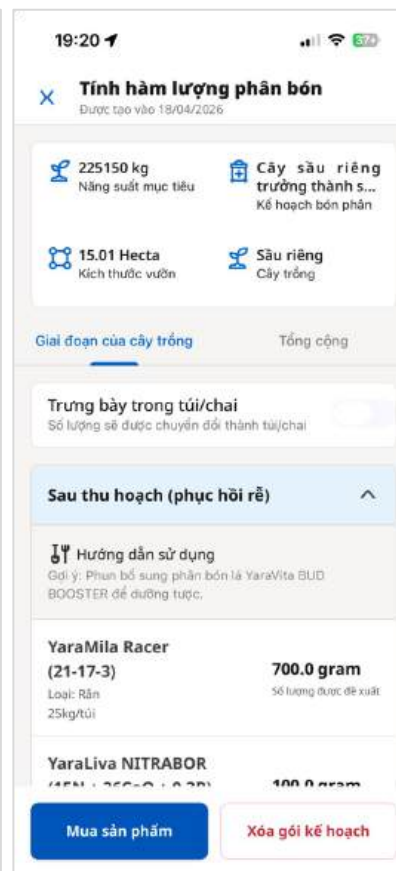 19:20
37+
Tính hàm lượng phân bón
Được tạo vào 18/04/2026
225150 kg
Năng suất mục tiêu
Cây sầu riêng
trưởng thành s...
Kế hoạch bón phân
15.01 Hecta
Kích thước vườn
Sầu riêng
Cây trồng
Giai đoạn của cây trồng
Tổng cộng
Trưng bày trong túi/chai
Số lượng sẽ được chuyển đổi thành túi/chai
Sau thu hoạch (phục hồi rễ)
Hướng dẫn sử dụng
Gợi ý: Phun bổ sung phân bón lá YaraVita BUD
BOOSTER để dưỡng tược.
YaraMila Racer
(21-17-3)
700.0 gram
Loại: Rắn
Số lượng được đề xuất
25kg/túi
YaraLiva NITRABOR
100.0 gram
Mua sản phẩm
Xóa gói kế hoạch